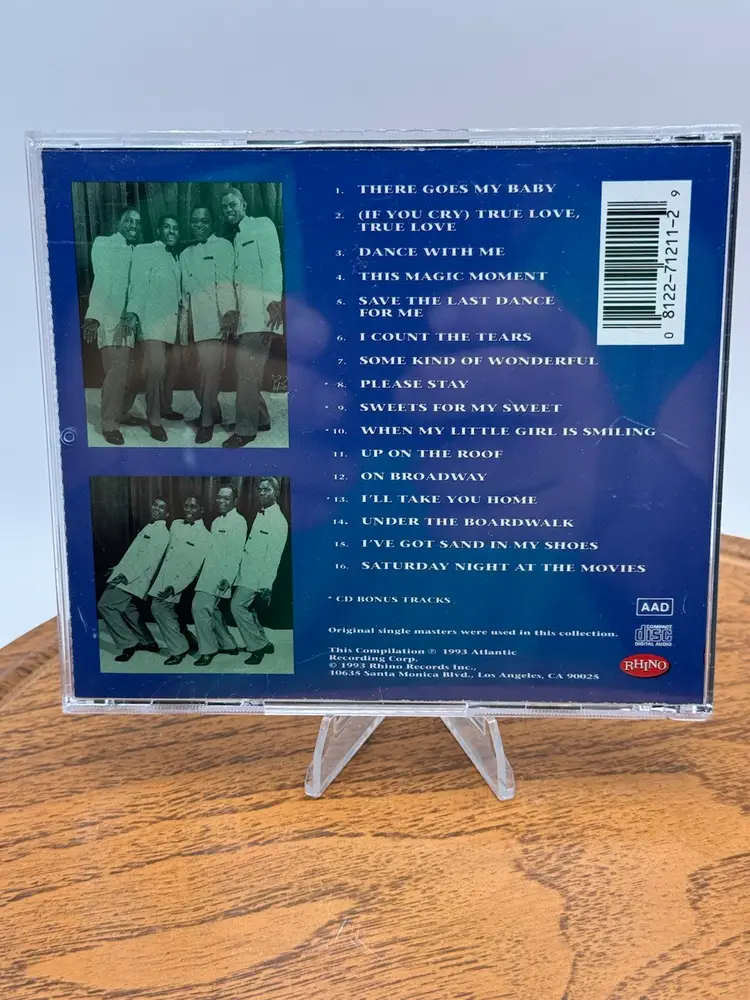 1. THERE GOES MY BABY
2. (IF YOU CRY) TRUE LOVE,
TRUE LOVE
3. DANCE WITH ME
4. THIS MAGIC MOMENT
5. SAVE THE LAST DANCE
FOR ME
6. I COUNT THE TEARS
7. SOME KIND OF WONDERFUL
* 8. PLEASE STAY
* 9. SWEETS FOR MY SWEET
* 10. WHEN MY LITTLE GIRL IS SMILING
11. UP ON THE ROOF
12. ON BROADWAY
* 13. I'LL TAKE YOU HOME
14. UNDER THE BOARDWALK
15. I'VE GOT SAND IN MY SHOES
16. SATURDAY NIGHT AT THE MOVIES
* CD BONUS TRACKS
Original single masters were used in this collection.
This Compilation ℗ 1993 Atlantic
Recording Corp.
© 1993 Rhino Records Inc.,
10635 Santa Monica Blvd., Los Angeles, CA 90025
0 8122-71211-2 9
AAD
COMPACT
disc
DIGITAL AUDIO
RHINO